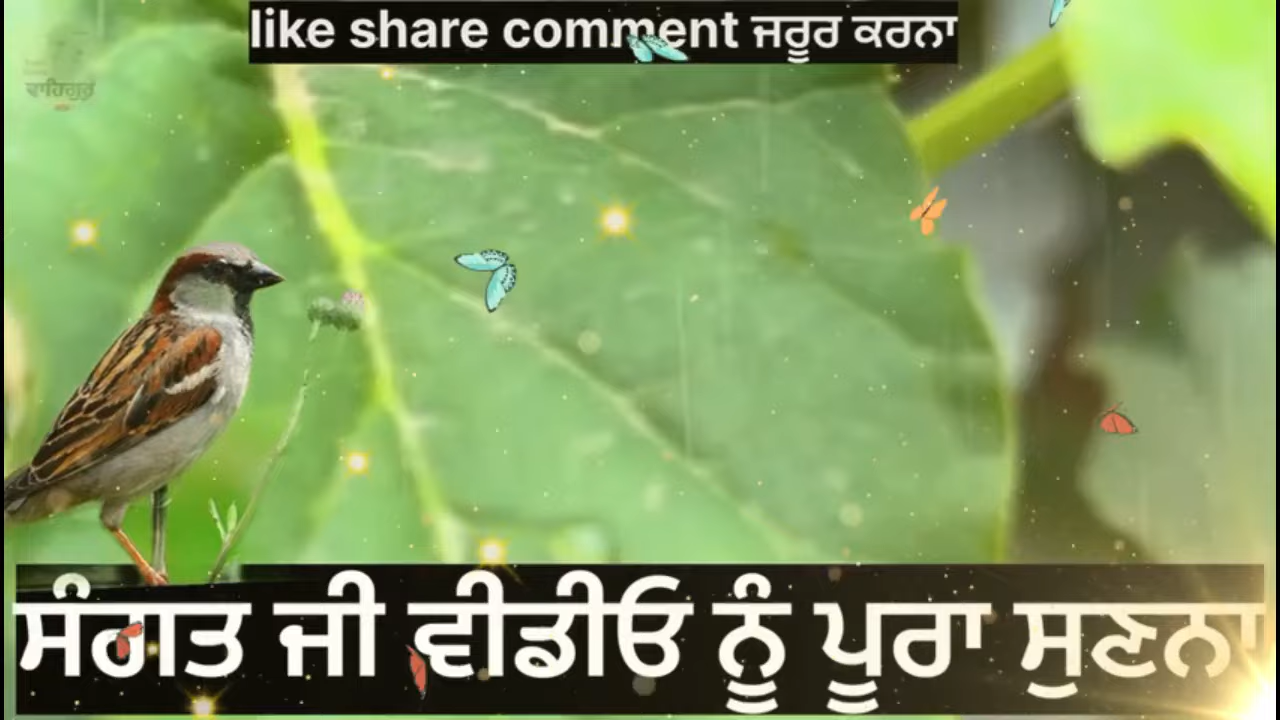 like share comment ਜਰੂਰ ਕਰਨਾ
ਵਾਹਿਗੁਰੂ
ਸੰਗਤ ਜੀ ਵੀਡੀਓ ਨੂੰ ਪੂਰਾ ਸੁਣਨਾ